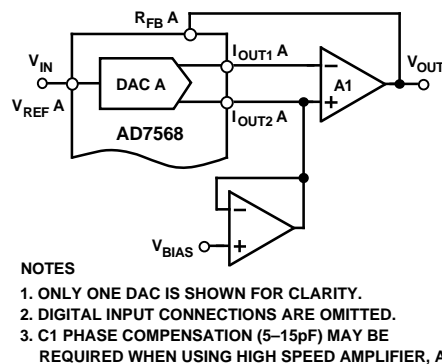 R_FB A
V_IN
V_REF A
DAC A
I_OUT1 A
I_OUT2 A
A1
V_OUT
AD7568
V_BIAS
NOTES
1. ONLY ONE DAC IS SHOWN FOR CLARITY.
2. DIGITAL INPUT CONNECTIONS ARE OMITTED.
3. C1 PHASE COMPENSATION (5–15pF) MAY BE
REQUIRED WHEN USING HIGH SPEED AMPLIFIER, A